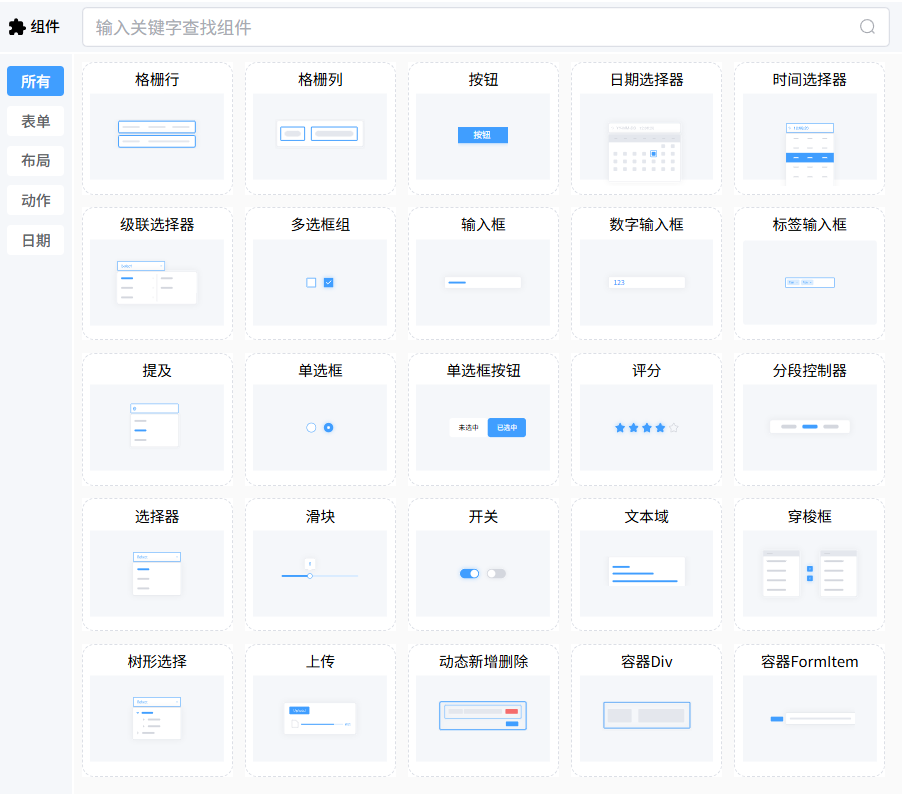 组件
输入关键字查找组件
所有
表单
布局
动作
日期
格栅行
格栅列
按钮
日期选择器
时间选择器
按钮
级联选择器
多选框组
输入框
数字输入框
标签输入框
123
提及
单选框
单选框按钮
评分
分段控制器
未选中
已选中
选择器
滑块
开关
文本域
穿梭框
树形选择
上传
动态新增删除
容器Div
容器FormItem